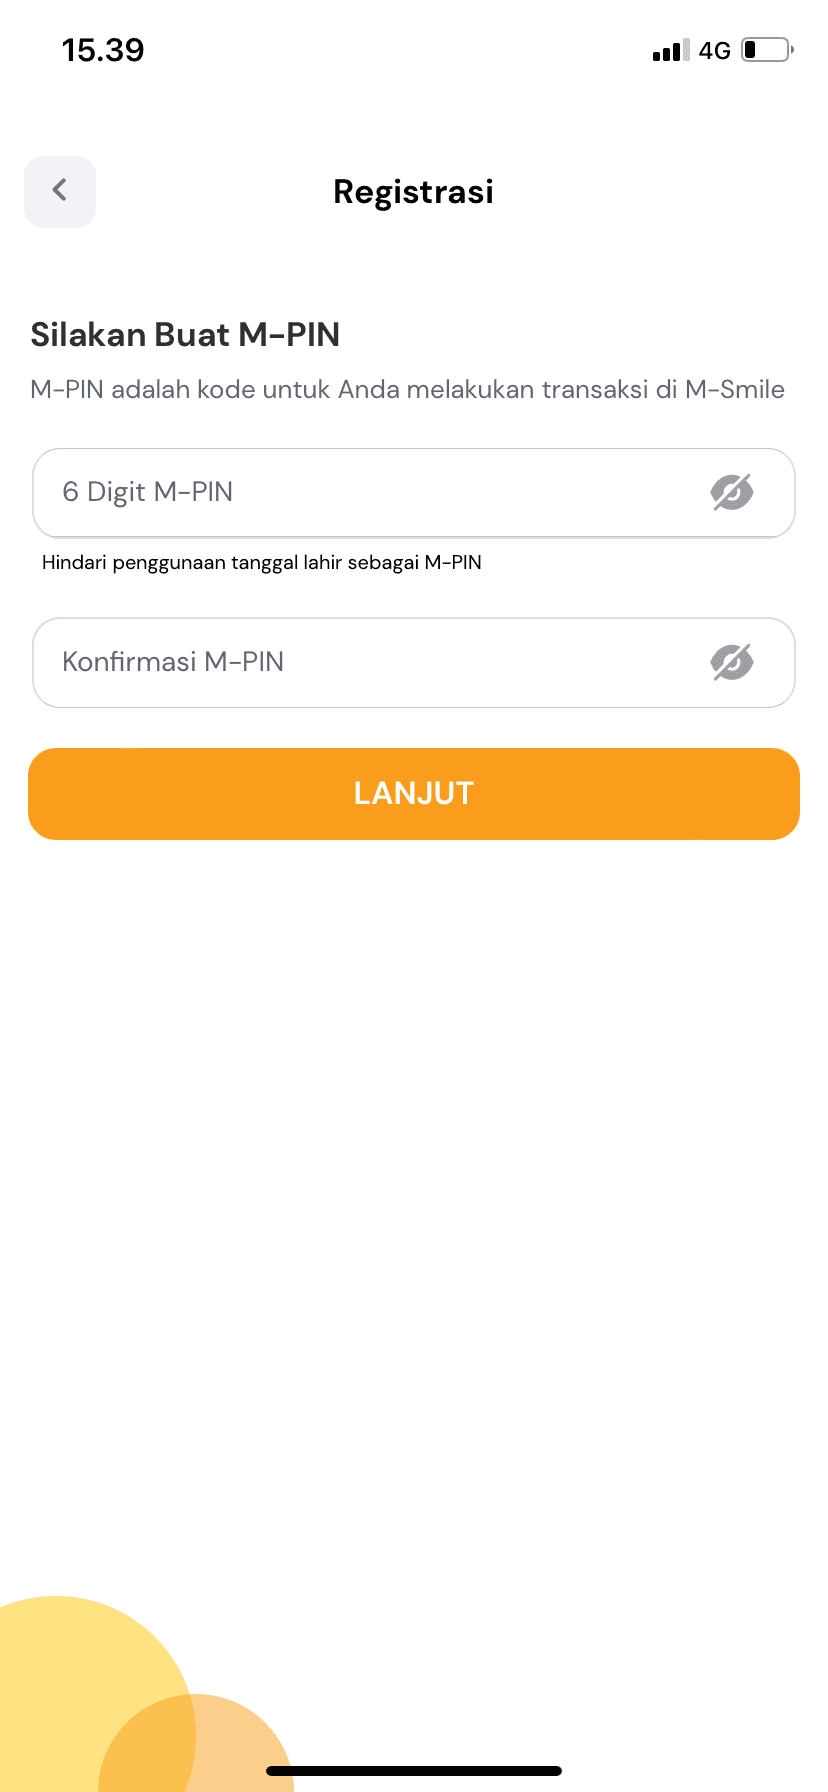 15.39
4G
Registrasi
Silakan Buat M-PIN
M-PIN adalah kode untuk Anda melakukan transaksi di M-Smile
6 Digit M-PIN
Hindari penggunaan tanggal lahir sebagai M-PIN
Konfirmasi M-PIN
LANJUT